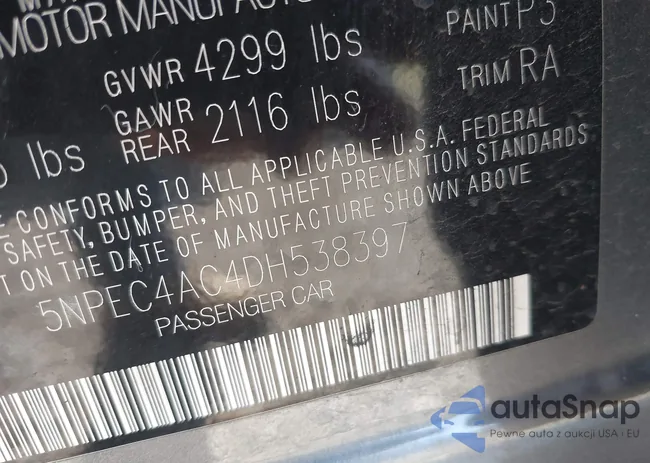 MOTOR MANUFACT
GVWR 4299 lbs
PAINT P3
lbs
GAWR
REAR 2116 lbs
TRIM RA
CONFORMS TO ALL APPLICABLE U.S.A. FEDERAL
SAFETY, BUMPER, AND THEFT PREVENTION STANDARDS
ON THE DATE OF MANUFACTURE SHOWN ABOVE
5NPEC4AC4DH538397
PASSENGER CAR
autaSnap
Pewne auta z aukcji USA i EU